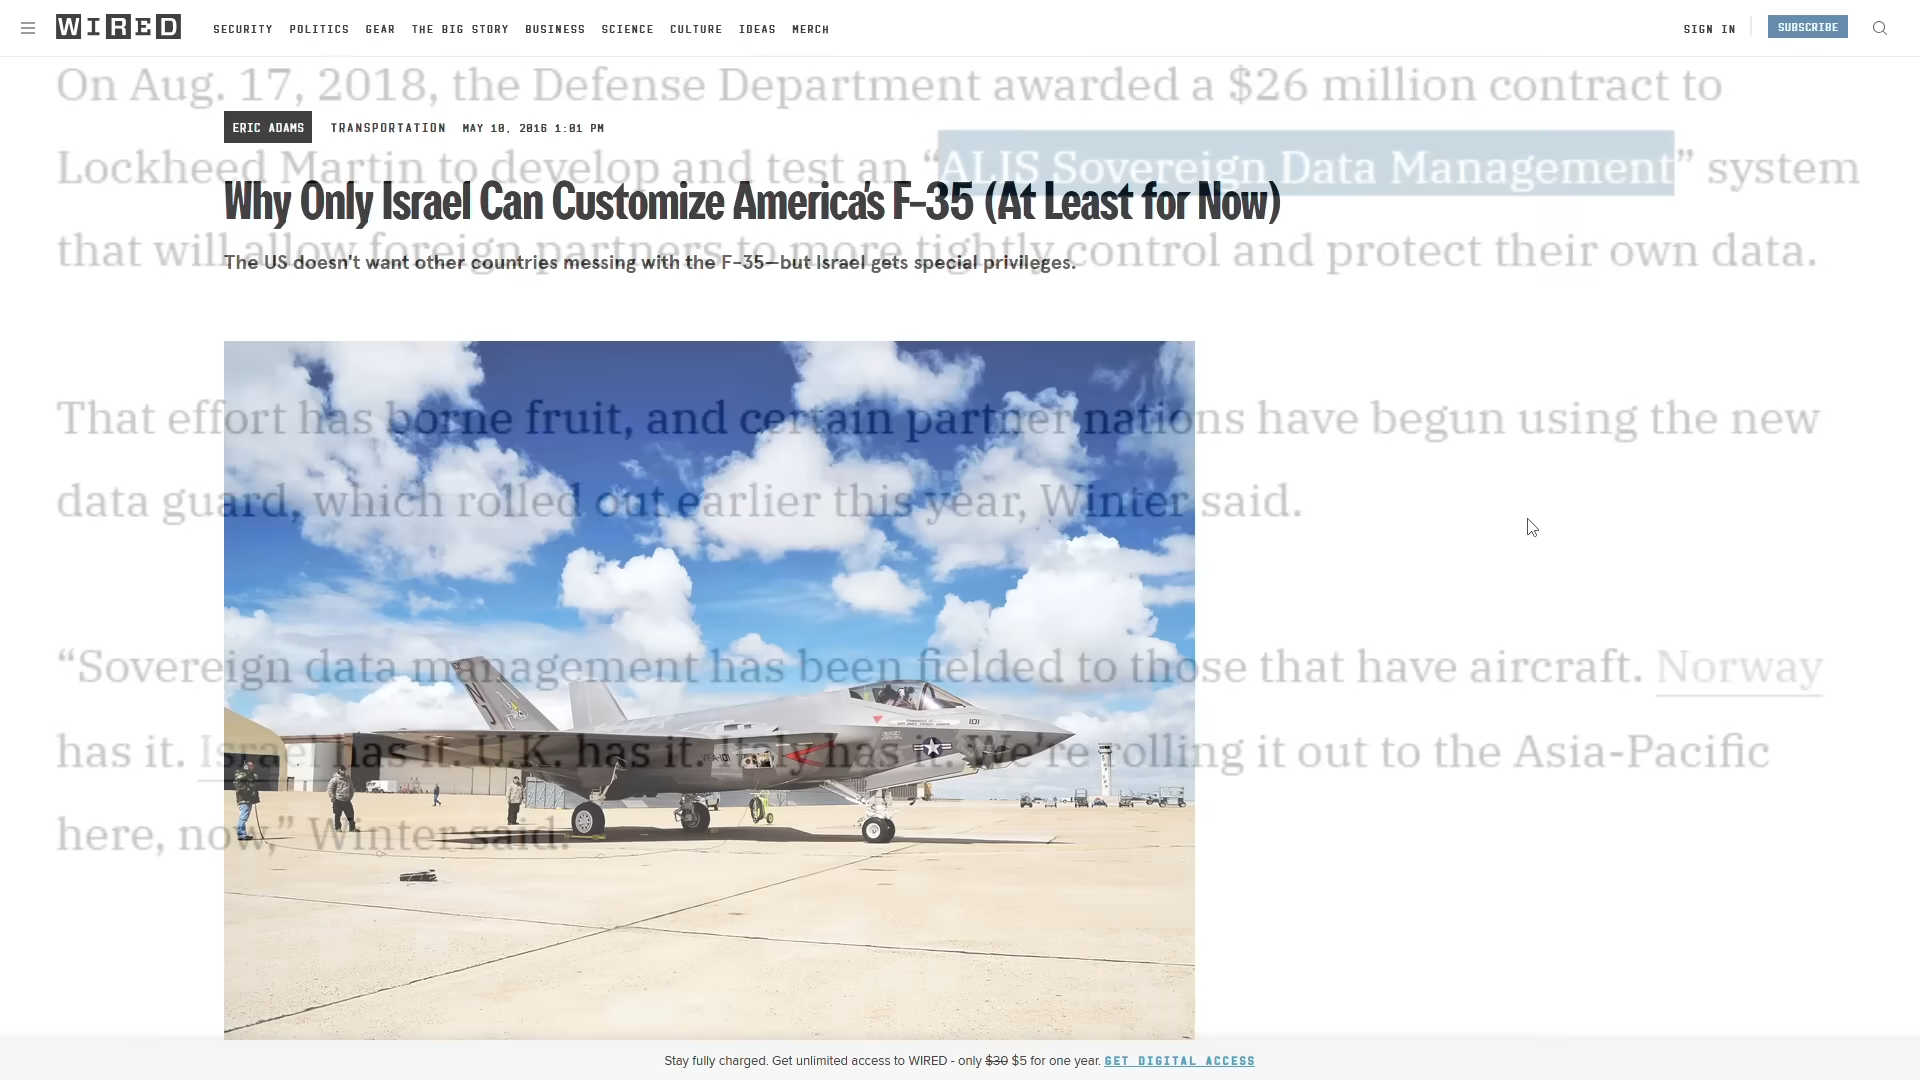 WIRED
SECURITY POLITICS GEAR THE BIG STORY BUSINESS SCIENCE CULTURE IDEAS MERCH
SIGN IN
SUBSCRIBE
On Aug. 17, 2018, the Defense Department awarded a $26 million contract to
ERIC ADAMS TRANSPORTATION MAY 10, 2016 1:01 PM
Lockheed Martin to develop and test an “ALIS Sovereign Data Management” system
Why Only Israel Can Customize America's F-35 (At Least for Now)
that will allow foreign partners to more tightly control and protect their own data.
The US doesn't want other countries messing with the F-35—but Israel gets special privileges.
That effort has borne fruit, and certain partner nations have begun using the new
data guard, which rolled out earlier this year, Winter said.
“Sovereign data management has been fielded to those that have aircraft. Norway
101
has it. Israel has it. U.K. has it. Italy has it. We’re rolling it out to the Asia-Pacific
VFA-101
here, now,” Winter said.
Stay fully charged. Get unlimited access to WIRED - only $30 $5 for one year. GET DIGITAL ACCESS